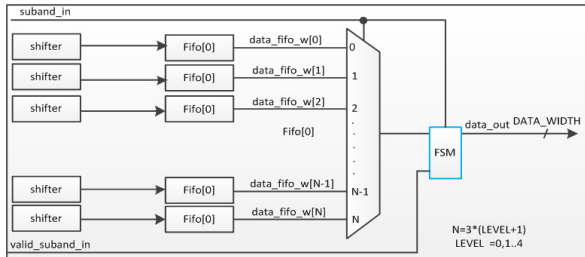 suband_in
shifter Fifo[0] data_fifo_w[0] 0
shifter Fifo[0] data_fifo_w[1] 1
shifter Fifo[0] data_fifo_w[2] 2
Fifo[0]
data_out DATA_WIDTH
FSM
shifter Fifo[0] data_fifo_w[N-1] N-1
shifter Fifo[0] data_fifo_w[N] N
N=3*(LEVEL+1)
valid_suband_in
LEVEL =0,1..4